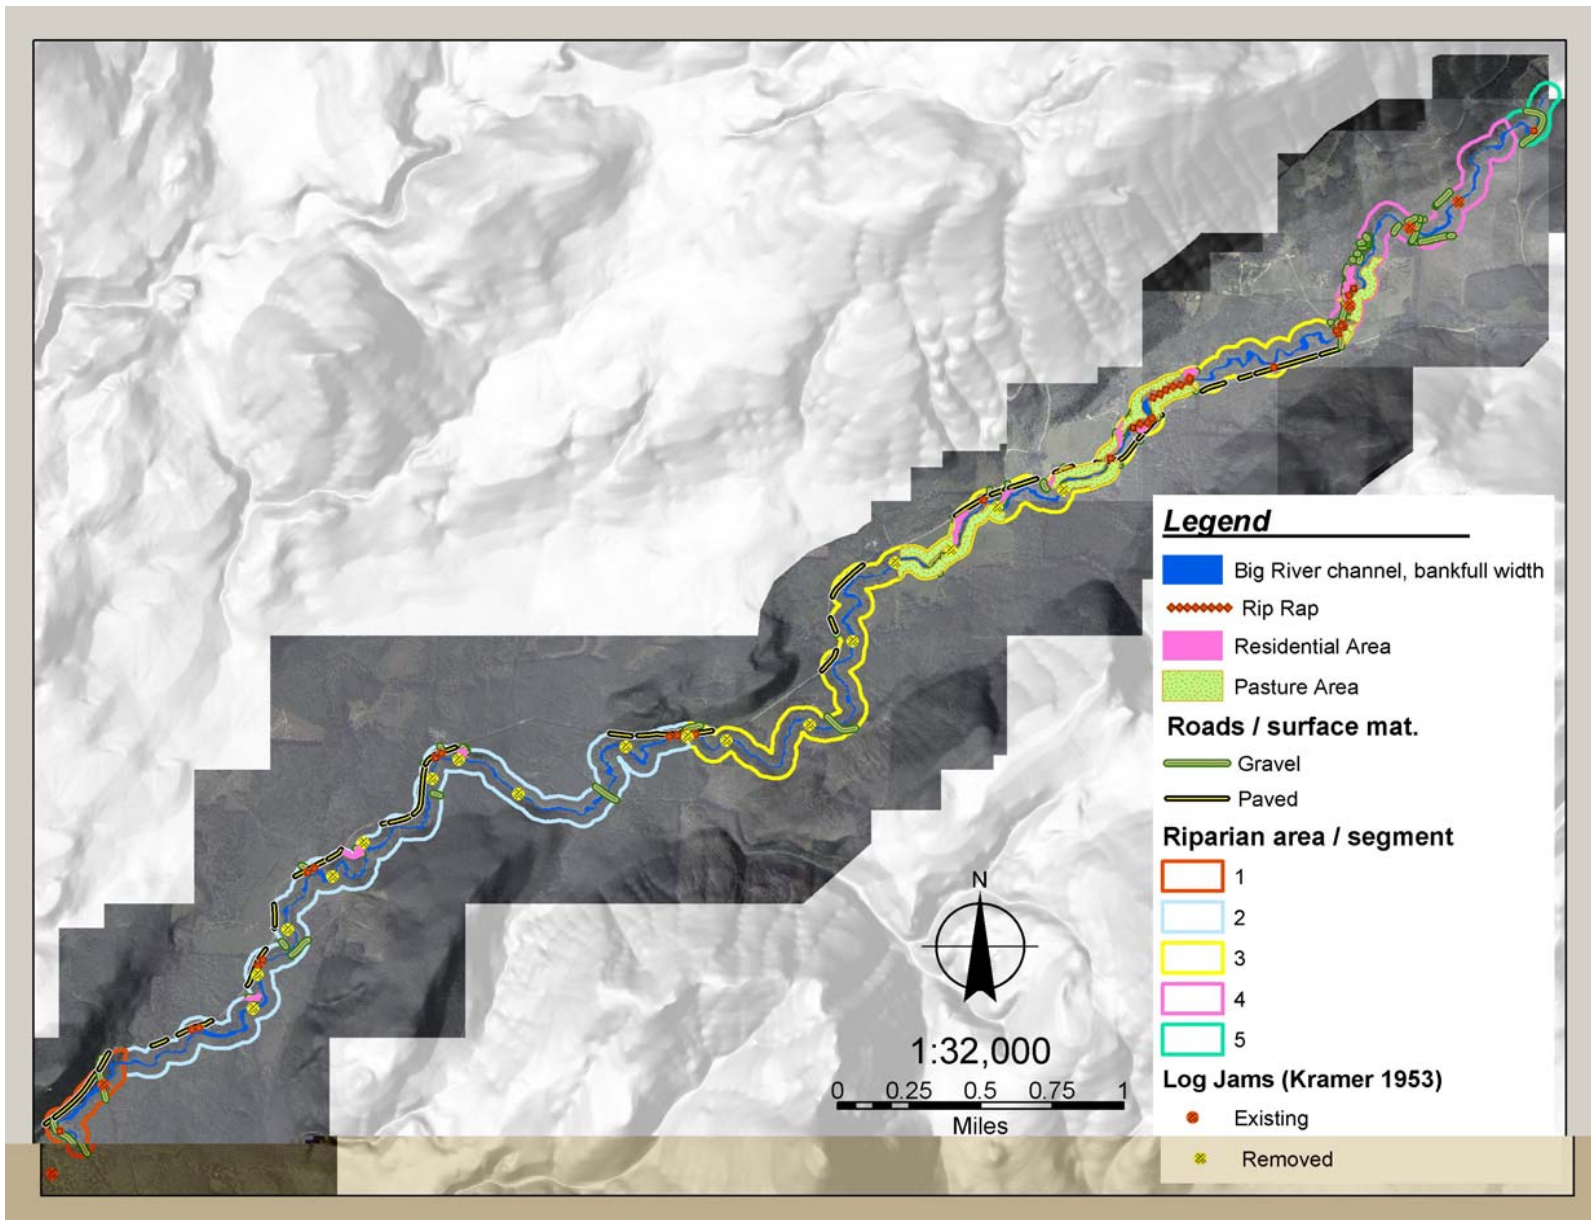 Legend
Big River channel, bankfull width
Rip Rap
Residential Area
Pasture Area
Roads / surface mat.
Gravel
Paved
Riparian area / segment
1
2
3
4
5
Log Jams (Kramer 1953)
Existing
Removed
N
1:32,000
0 0.25 0.5 0.75 1
Miles